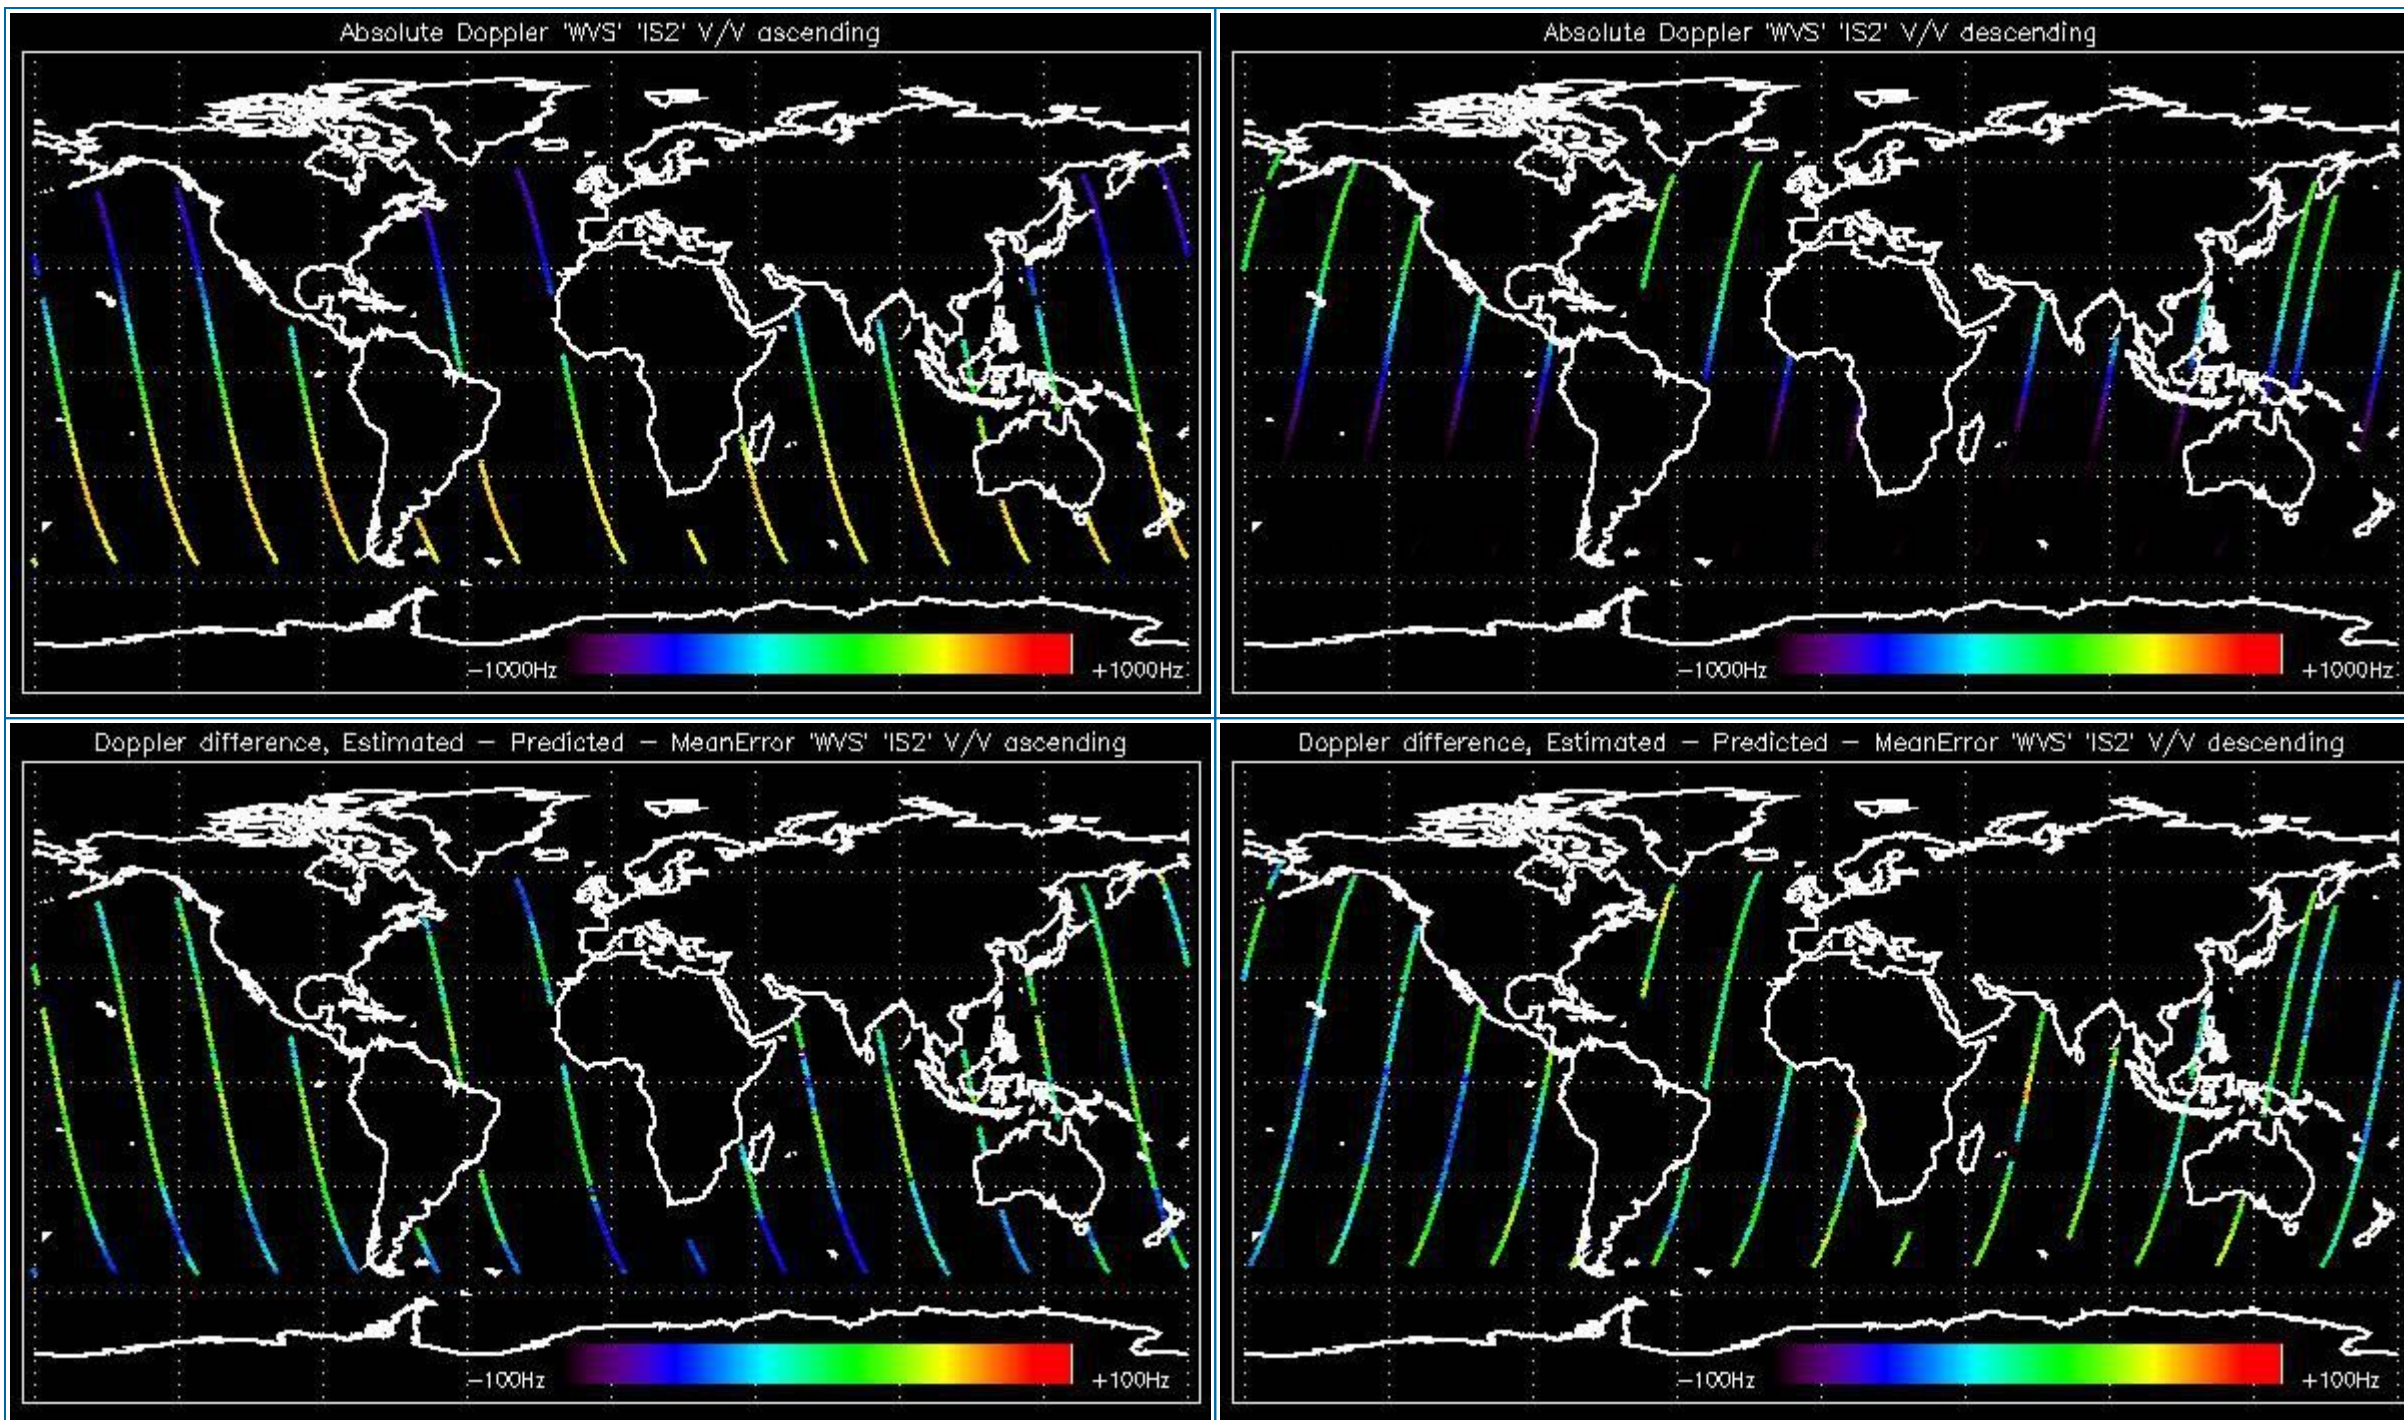 Absolute Doppler 'WVS' 'IS2' V/V ascending
-1000Hz
+1000Hz
Absolute Doppler 'WVS' 'IS2' V/V descending
-1000Hz
+1000Hz
Doppler difference, Estimated - Predicted - MeanError 'WVS' 'IS2' V/V ascending
-100Hz
+100Hz
Doppler difference, Estimated - Predicted - MeanError 'WVS' 'IS2' V/V descending
-100Hz
+100Hz